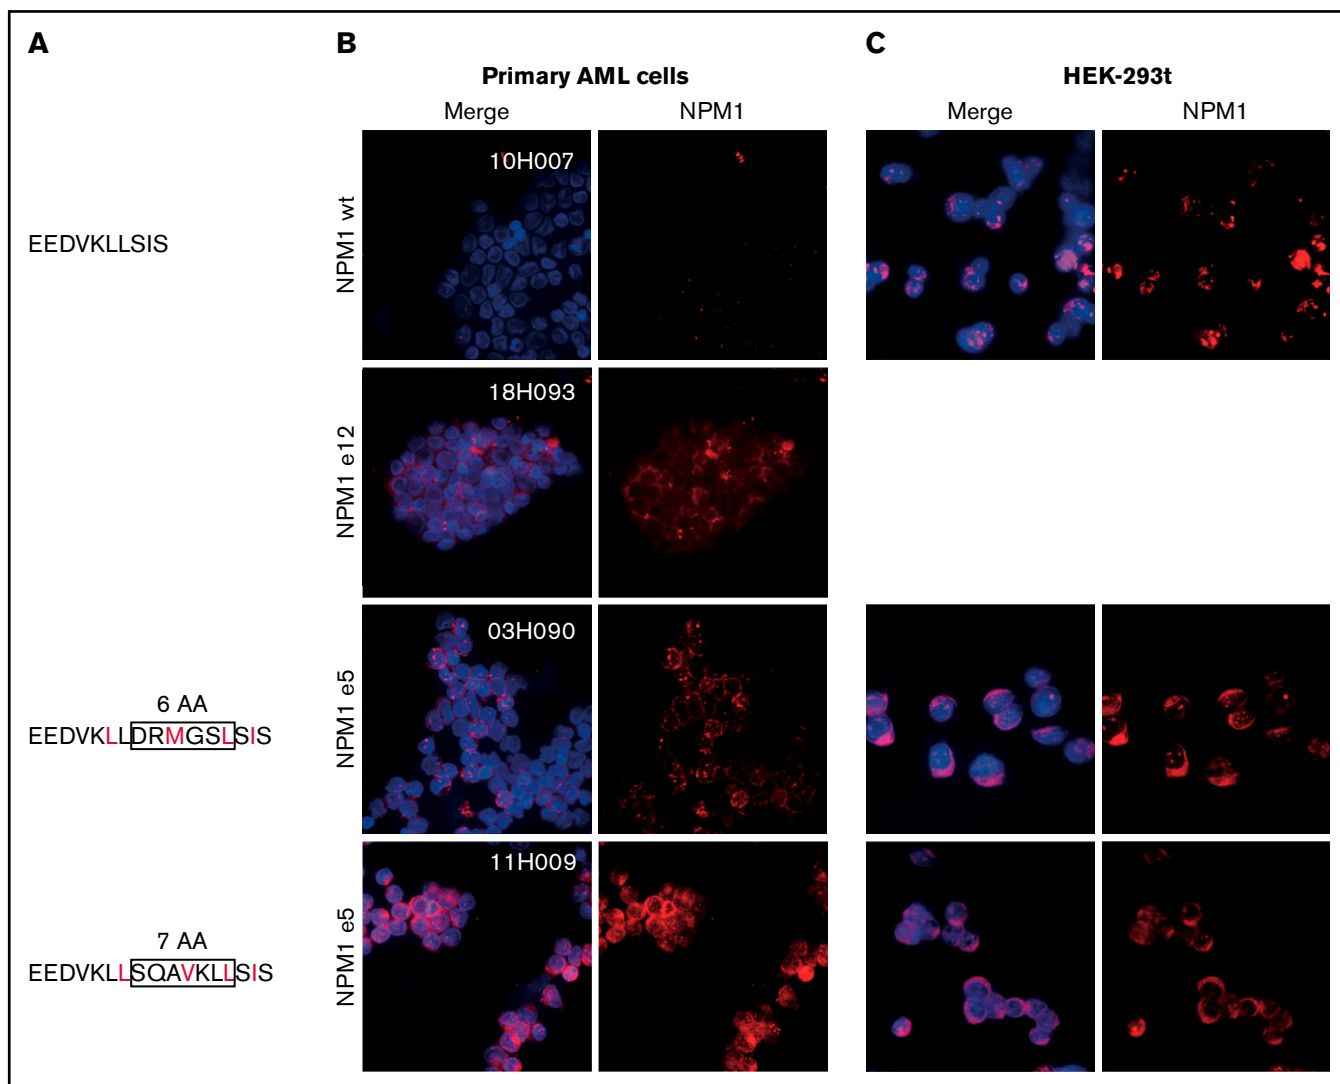 A
B
C
Primary AML cells
HEK-293t
Merge
NPM1
Merge
NPM1
EEDVKLLSIS
NPM1 wt
10H007
NPM1 e12
18H093
6 AA
EEDVKLLDRMGSLSIS
NPM1 e5
03H090
7 AA
EEDVKLLSQAVKLLSIS
NPM1 e5
11H009